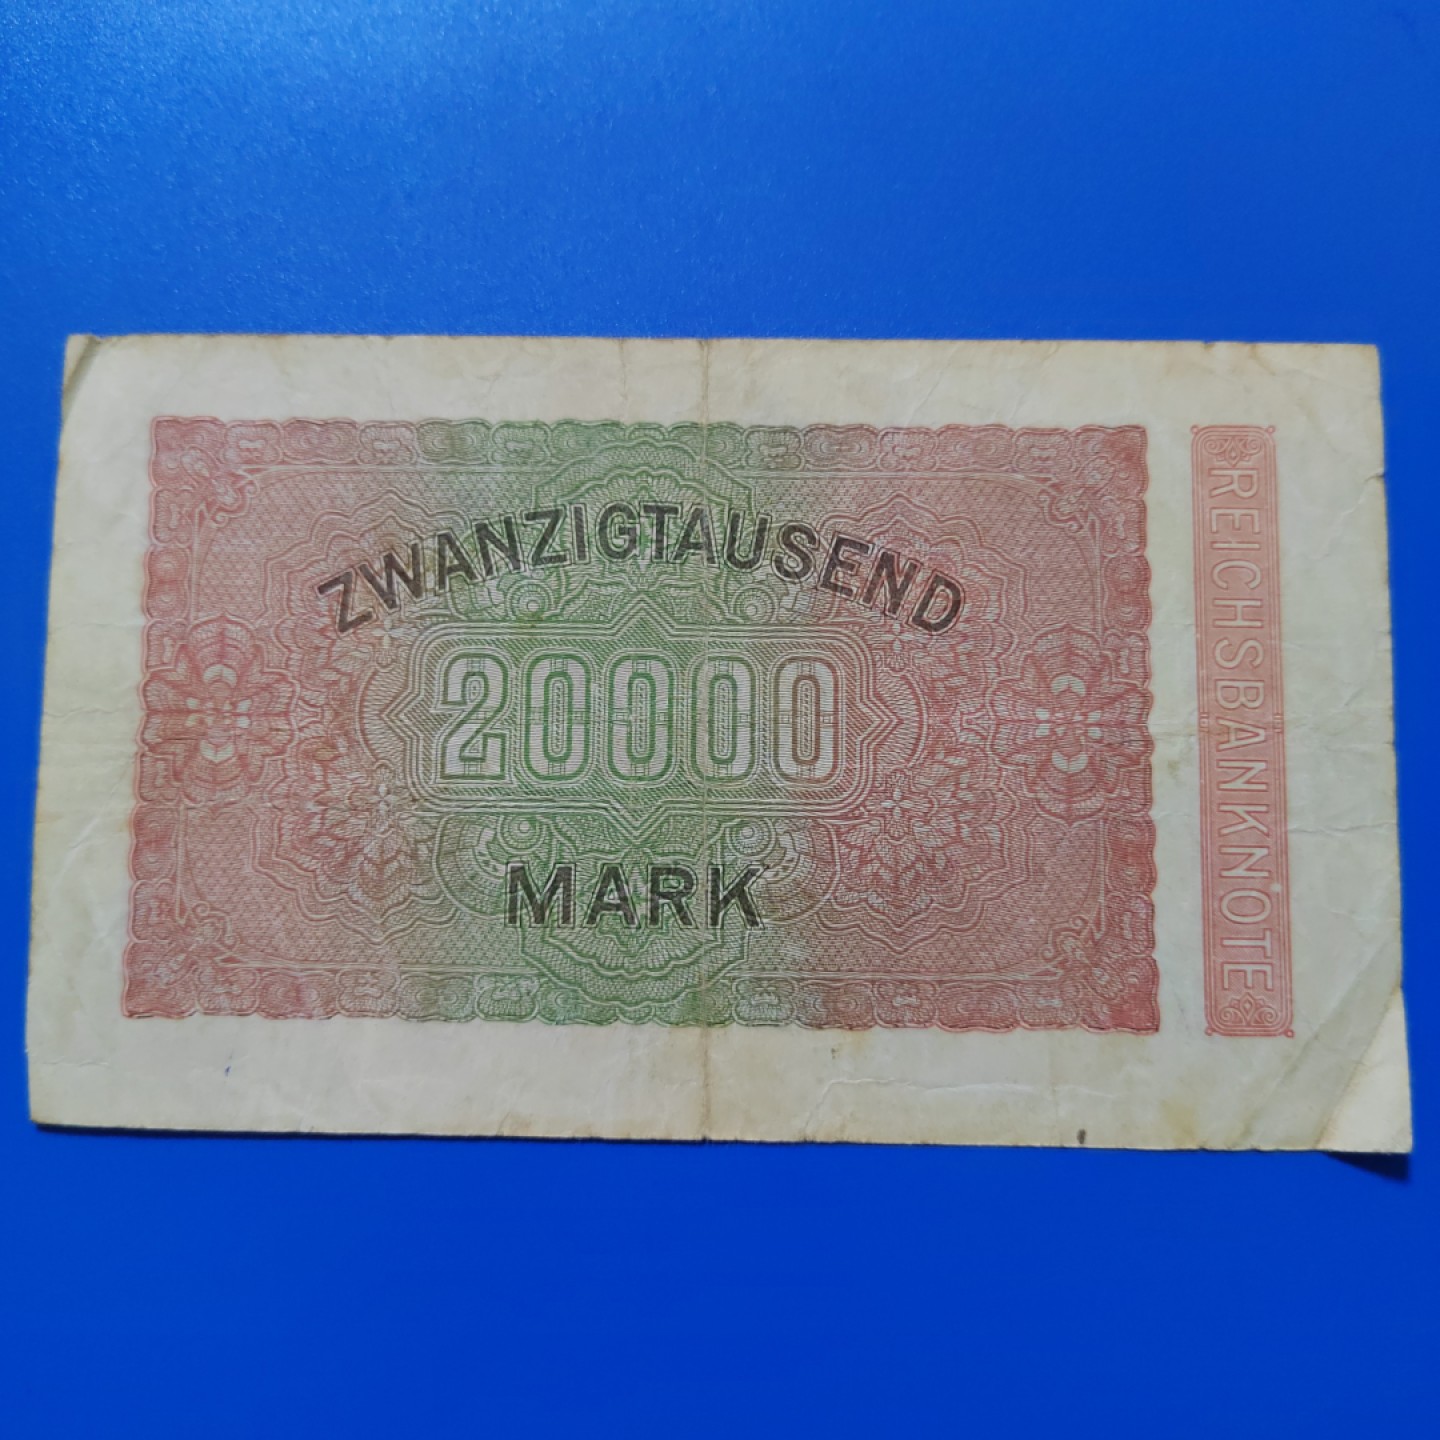 ZWANZIGTAUSEND
20000
MARK
REICHSBANKNOTE